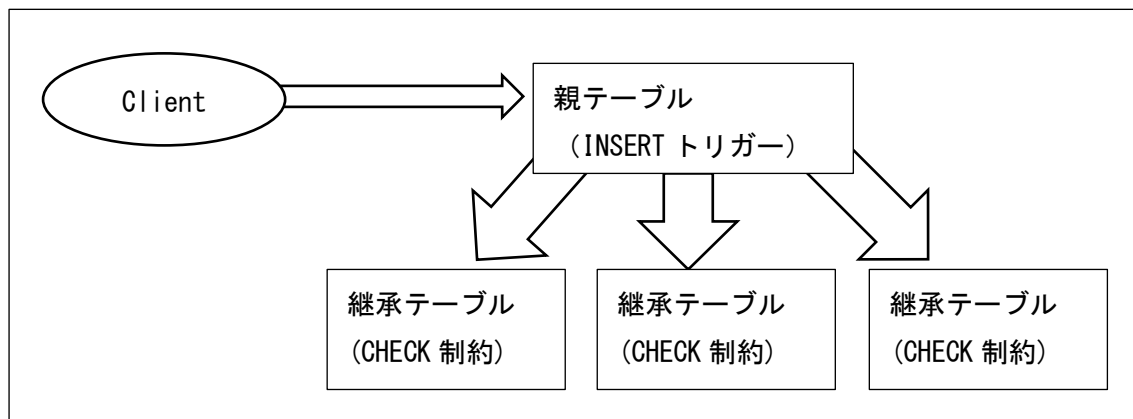 Client
親テーブル
（INSERT トリガー）
継承テーブル
(CHECK 制約)
継承テーブル
(CHECK 制約)
継承テーブル
(CHECK 制約)